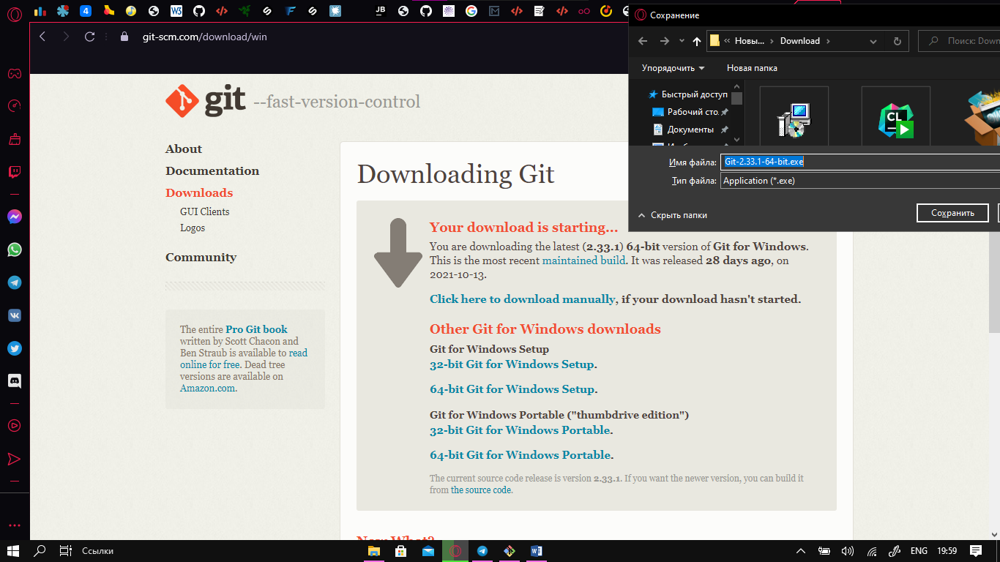 4
W3
JB
Сохранение
git-scm.com/download/win
« Новы... › Download ›
Поиск: Down
Упорядочить
Новая папка
Быстрый доступ
Рабочий сто.
Документы
CL
Имя файла:
Git-2.33.1-64-bit.exe
Тип файла:
Application (*.exe)
Скрыть папки
Сохранить
git --fast-version-control
About
Documentation
Downloads
GUI Clients
Logos
Community
The entire Pro Git book
written by Scott Chacon and
Ben Straub is available to read
online for free. Dead tree
versions are available on
Amazon.com.
Downloading Git
Your download is starting...
You are downloading the latest (2.33.1) 64-bit version of Git for Windows.
This is the most recent maintained build. It was released 28 days ago, on
2021-10-13.
Click here to download manually, if your download hasn't started.
Other Git for Windows downloads
Git for Windows Setup
32-bit Git for Windows Setup.
64-bit Git for Windows Setup.
Git for Windows Portable ("thumbdrive edition")
32-bit Git for Windows Portable.
64-bit Git for Windows Portable.
The current source code release is version 2.33.1. If you want the newer version, you can build it
from the source code.
Now What?
Ссылки
ENG
19:59